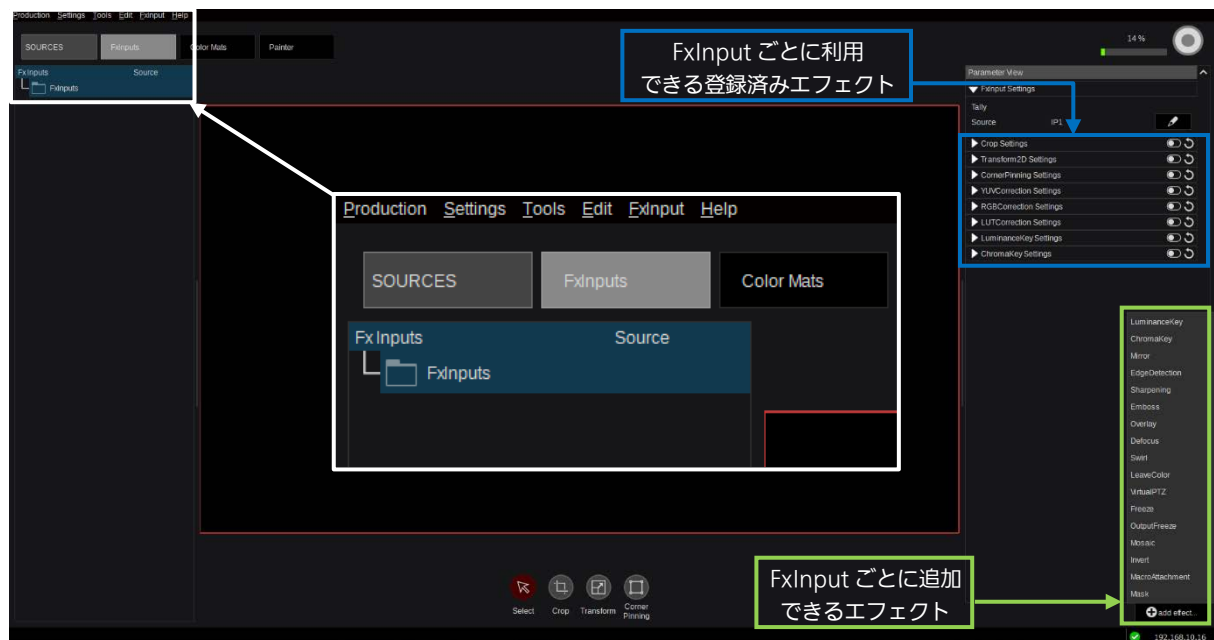 Production Settings Tools Edit FxInput Help
SOURCES FxInputs Color Mats Painter
FxInputs Source
FxInputs
FxInput ごとに利用
できる登録済みエフェクト
14 %
Parameter View
FxInput Settings
Tally
Source IP1
Crop Settings
Transform2D Settings
CornerPinning Settings
YUVCorrection Settings
RGBCorrection Settings
LUTCorrection Settings
LuminanceKey Settings
ChromaKey Settings
Production Settings Tools Edit FxInput Help
SOURCES FxInputs Color Mats
FxInputs Source
FxInputs
LuminanceKey
ChromaKey
Mirror
EdgeDetection
Sharpening
Emboss
Overlay
Defocus
Swirl
LeaveColor
VirtualPTZ
Freeze
OutputFreeze
Mosaic
Invert
MacroAttachment
Mask
add effect...
FxInput ごとに追加
できるエフェクト
Select Crop Transform Corner
Pinning
192.168.10.16